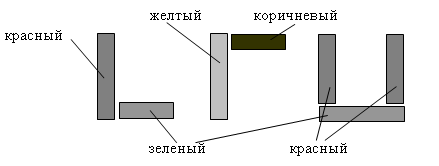 желтый коричневый
красный
зеленый красный